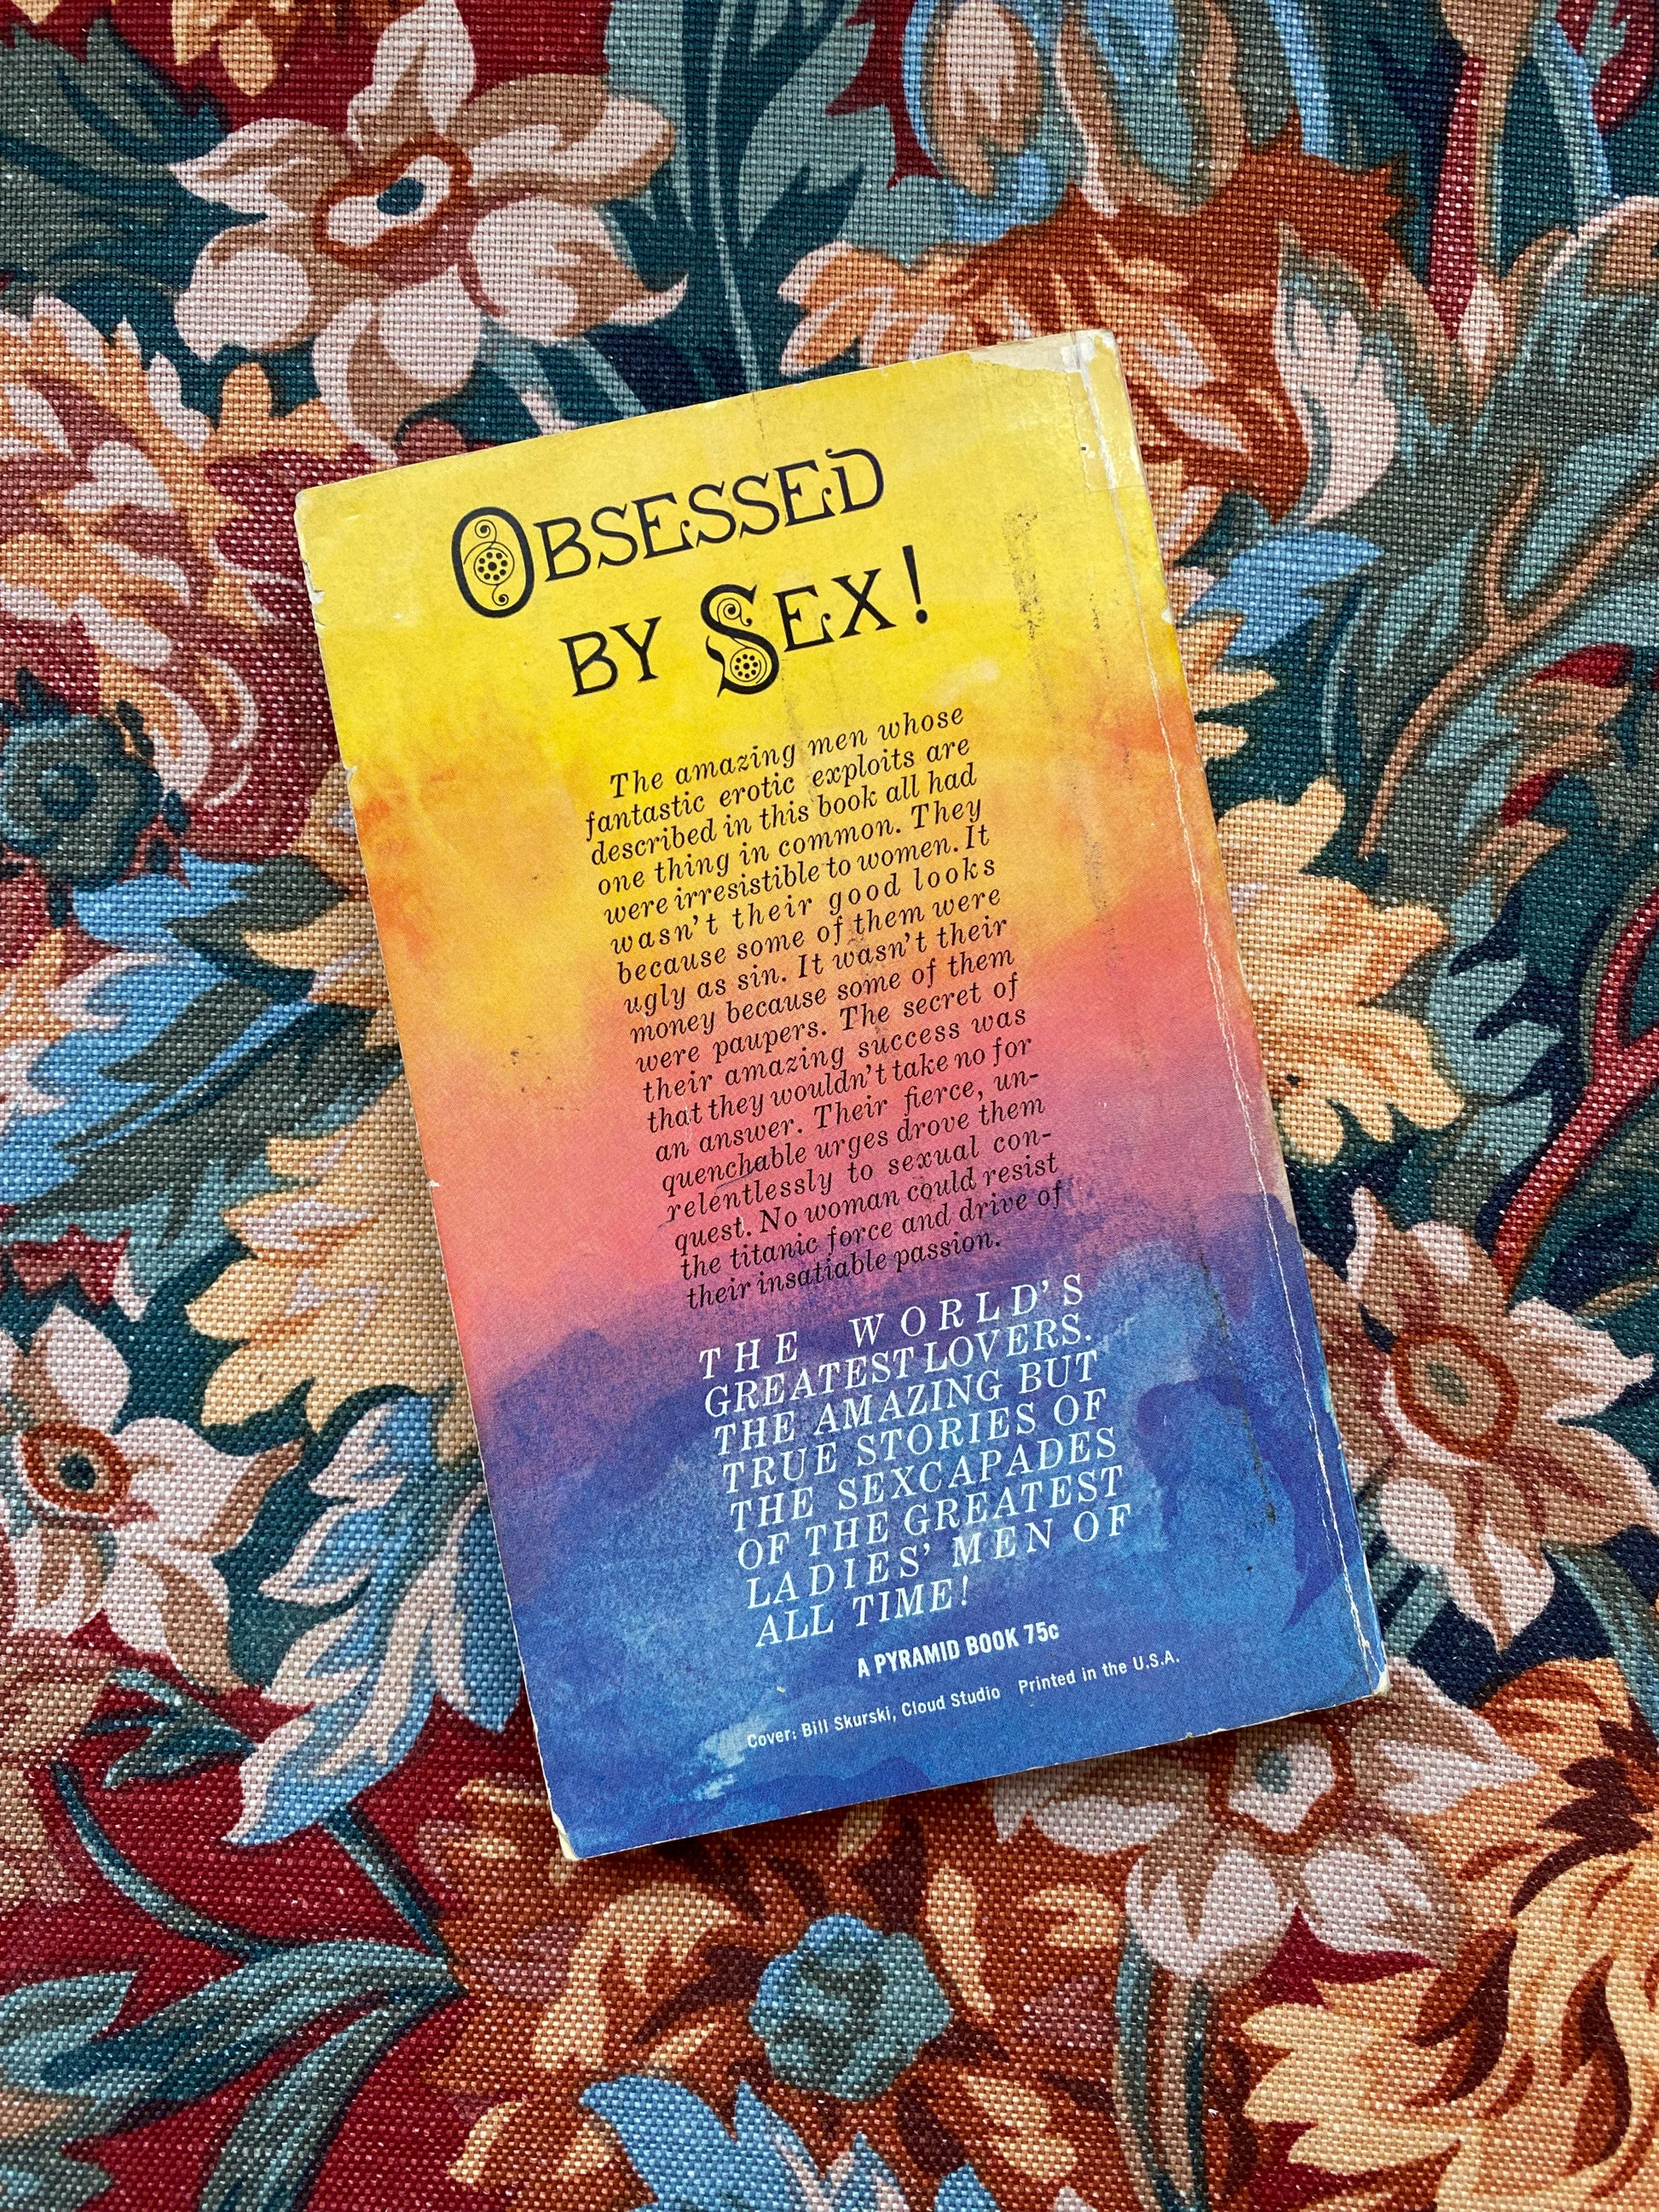 OBSESSED
BY SEX!
The amazing men whose
fantastic erotic exploits are
described in this book all had
one thing in common. They
were irresistible to women. It
wasn't their good looks
because some of them were
ugly as sin. It wasn't their
money because some of them
were paupers. The secret of
their amazing success was
that they wouldn't take no for
an answer. Their fierce, un-
quenchable urges drove them
relentlessly to sexual con-
quest. No woman could resist
the titanic force and drive of
their insatiable passion.
THE WORLD'S
GREATEST LOVERS.
THE AMAZING BUT
TRUE STORIES OF
THE SEXCAPADES
OF THE GREATEST
LADIES' MEN OF
ALL TIME!
A PYRAMID BOOK 75c
Cover: Bill Skurski, Cloud Studio Printed in the U.S.A.